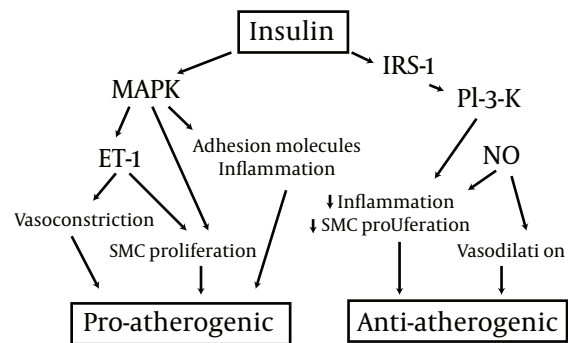 Insulin
IRS-1
MAPK
Pl-3-K
Adhesion molecules
Inflammation
ET-1
NO
Inflammation
SMC proUferation
Vasoconstriction
SMC proliferation
Vasodilati on
Pro-atherogenic
Anti-atherogenic